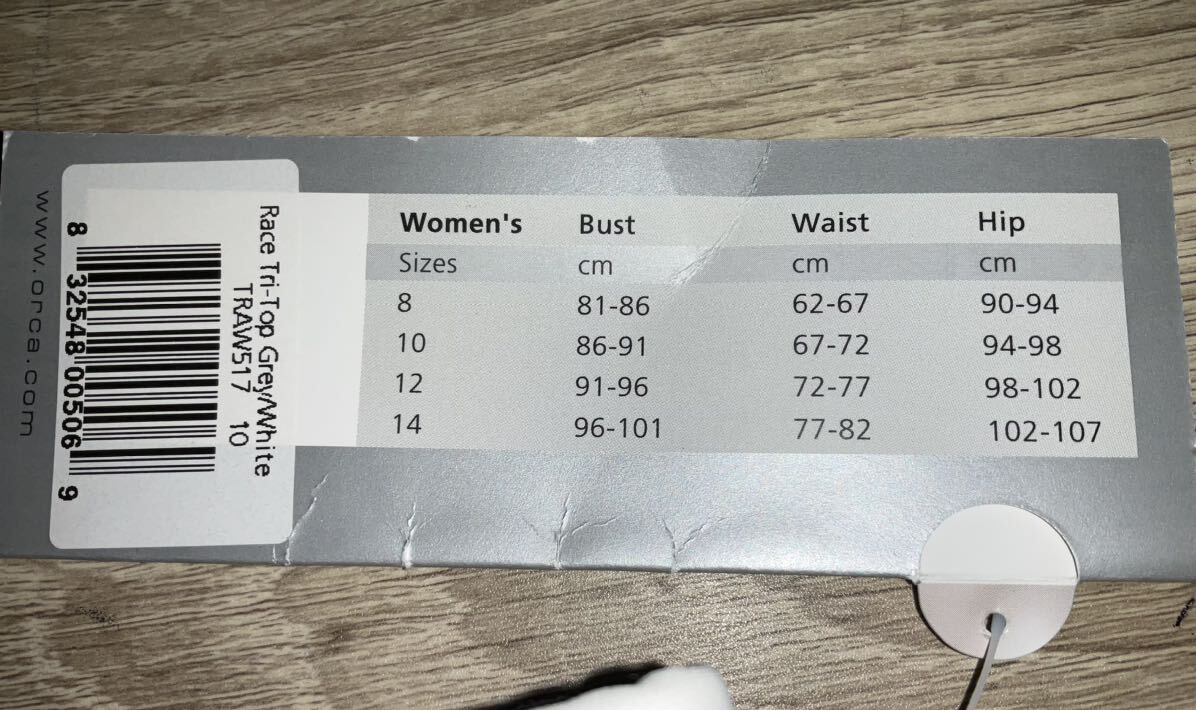 www.orca.com
8 32548 00506 9
Race Tri-Top Grey/White
TRAW517 10
Women's Bust Waist Hip
Sizes cm cm cm
8 81-86 62-67 90-94
10 86-91 67-72 94-98
12 91-96 72-77 98-102
14 96-101 77-82 102-107